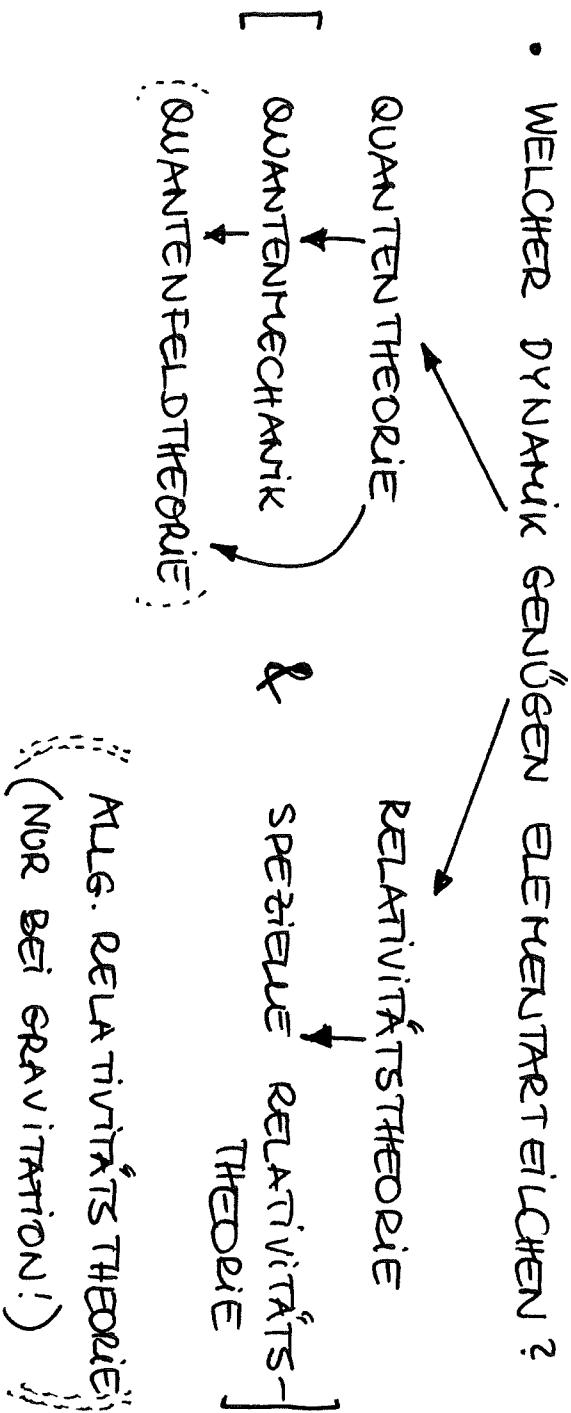 • WELCHER DYNAMIK GENÜGEN ELEMENTARTEILCHEN?
QUANTENTHEORIE
RELATIVITÄTSTHEORIE
[ QUANTENMECHANIK & SPEZIELLE RELATIVITÄTS-
THEORIE ]
(QUANTENFELDTHEORIE)
((ALLG. RELATIVITÄTSTHEORIE))
(NUR BEI GRAVITATION!)